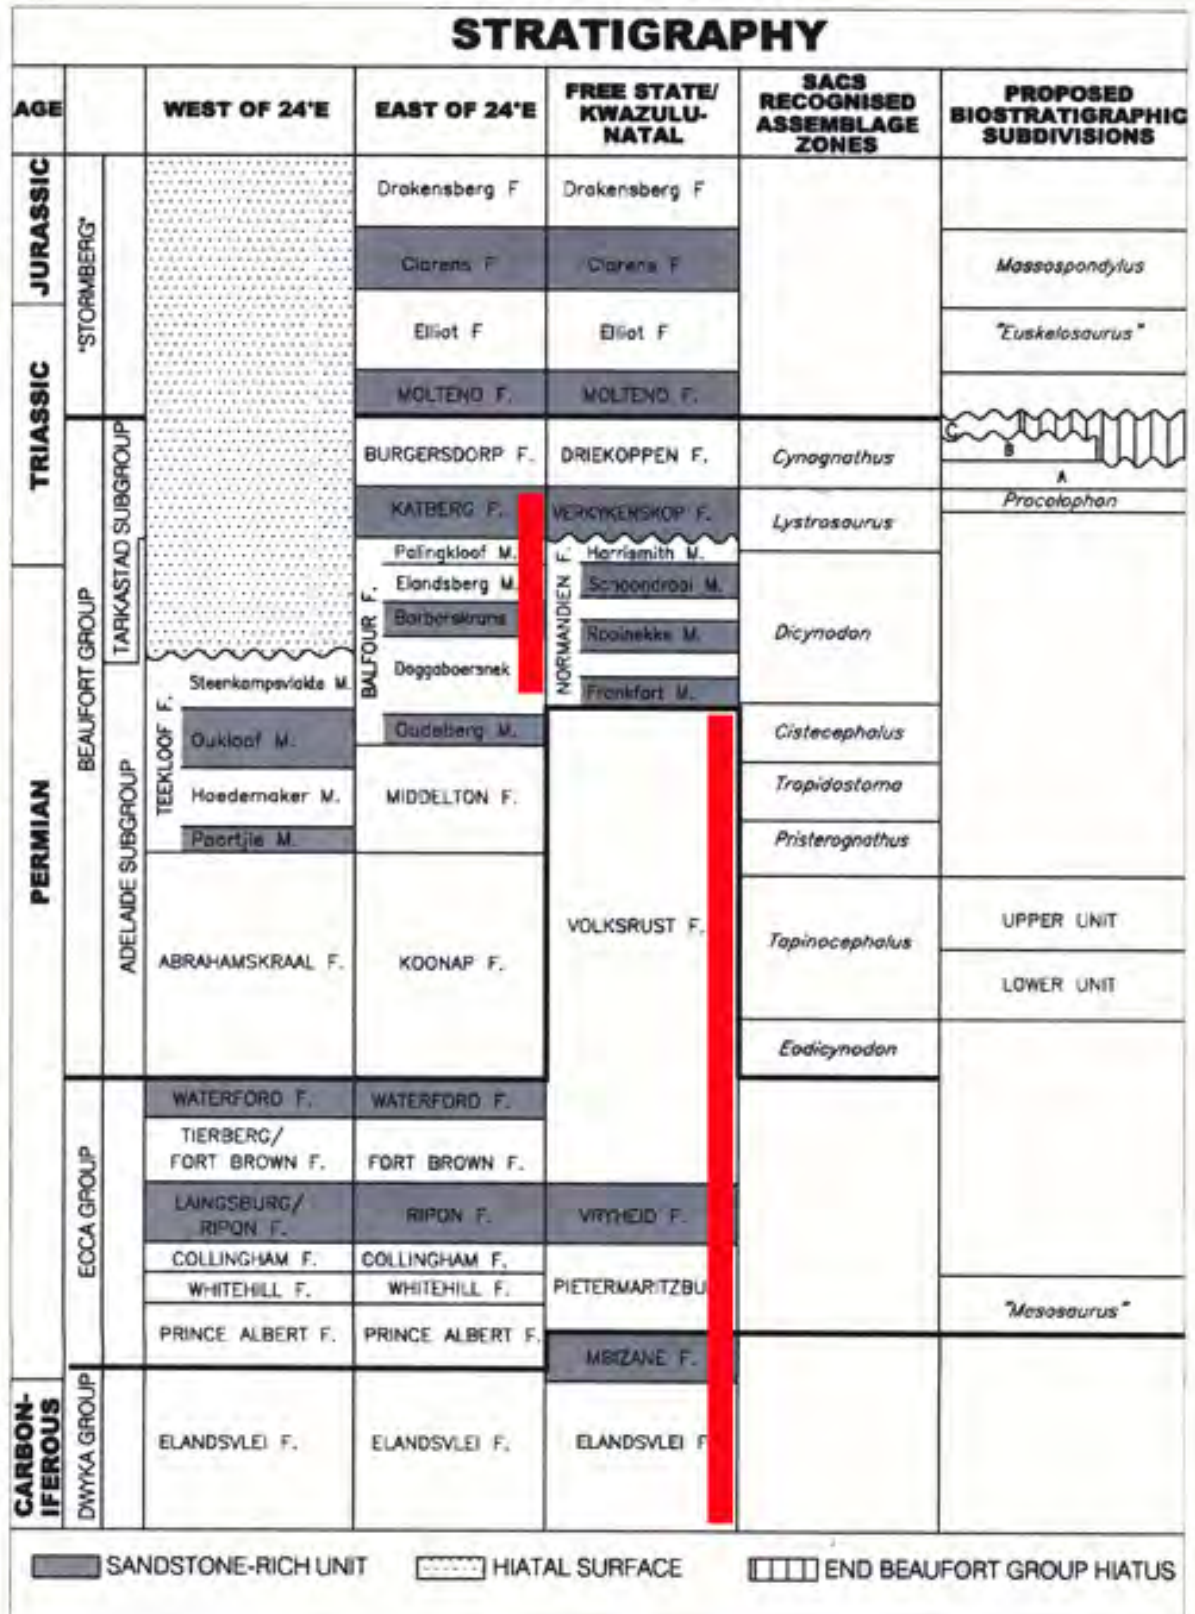 STRATIGRAPHY
AGE
WEST OF 24°E
EAST OF 24°E
FREE STATE/
KWAZULU-
NATAL
SACS
RECOGNISED
ASSEMBLAGE
ZONES
PROPOSED
BIOSTRATIGRAPHIC
SUBDIVISIONS
JURASSIC
TRIASSIC
PERMIAN
CARBON-
IFEROUS
"STORMBERG"
BEAUFORT GROUP
ECCA GROUP
DWYKA GROUP
TARKASTAD SUBGROUP
ADELAIDE SUBGROUP
TEEKLOOF F.
Steenkampsvlakte M.
Oukloof M.
Hoedemaker M.
Poortjie M.
ABRAHAMSKRAAL F.
WATERFORD F.
TIERBERG/
FORT BROWN F.
LAINGSBURG/
RIPON F.
COLLINGHAM F.
WHITEHILL F.
PRINCE ALBERT F.
ELANDSVLEI F.
Drakensberg F
Clarens F
Elliot F
MOLTENO F.
BURGERSDORP F.
KATBERG F.
BALFOUR F.
Palingkloof M.
Elandsberg M.
Barberskrans
Daggaboersnek
Oudeberg M.
MIDDELTON F.
KOONAP F.
WATERFORD F.
FORT BROWN F.
RIPON F.
COLLINGHAM F.
WHITEHILL F.
PRINCE ALBERT F.
ELANDSVLEI F.
Drakensberg F
Clarens F
Elliot F
MOLTENO F.
DRIEKOPPEN F.
VERKYKERSKOP F.
NORMANDIEN F.
Harrismith M.
Schoondraai M.
Rooinekke M.
Frankfort M.
VOLKSRUST F.
VRYHEID F.
PIETERMARITZBU
MBIZANE F.
ELANDSVLEI F
Cynognathus
Lystrosaurus
Dicynodon
Cistecephalus
Tropidostoma
Pristerognathus
Tapinocephalus
Eodicynodon
Massospondylus
"Euskelosaurus"
C
B
A
Procolophon
UPPER UNIT
LOWER UNIT
"Mesosaurus"
SANDSTONE-RICH UNIT
HIATAL SURFACE
END BEAUFORT GROUP HIATUS